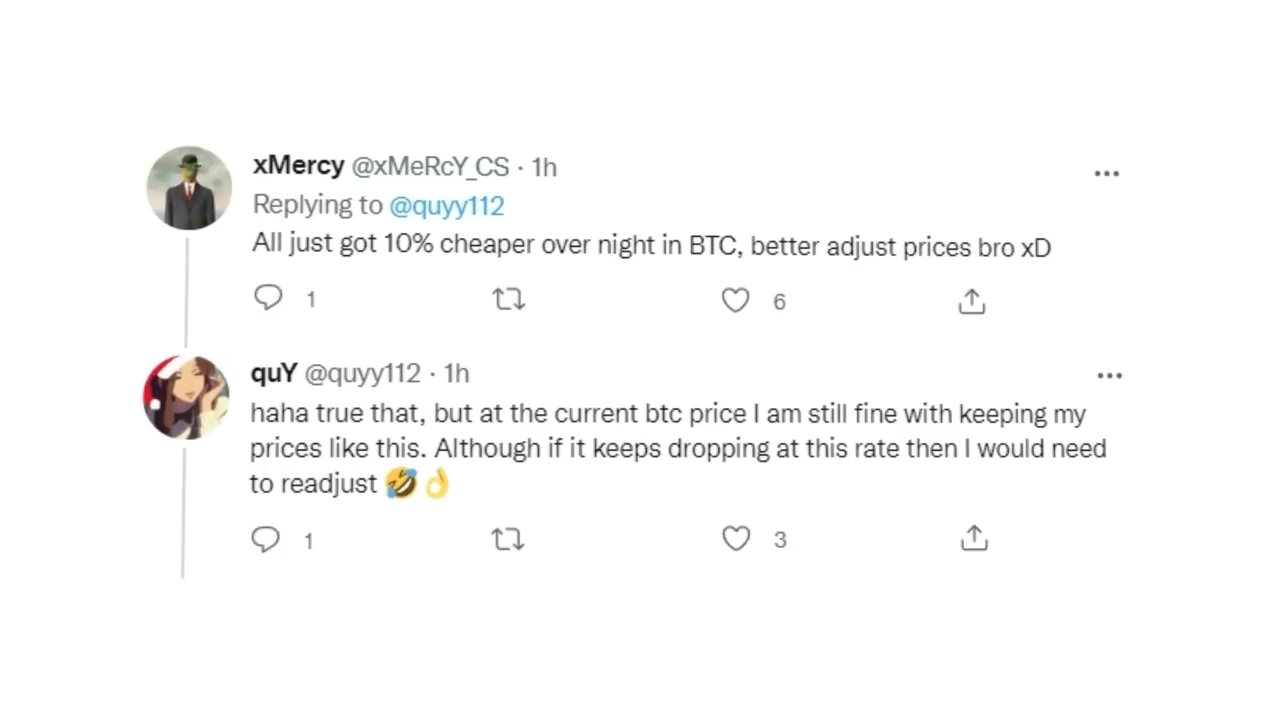 xMercy @xMeRcY_CS · 1h
Replying to @quyy112
All just got 10% cheaper over night in BTC, better adjust prices bro xD
1 6
quY @quyy112 · 1h
haha true that, but at the current btc price I am still fine with keeping my
prices like this. Although if it keeps dropping at this rate then I would need
to readjust 🤣👌
1 3